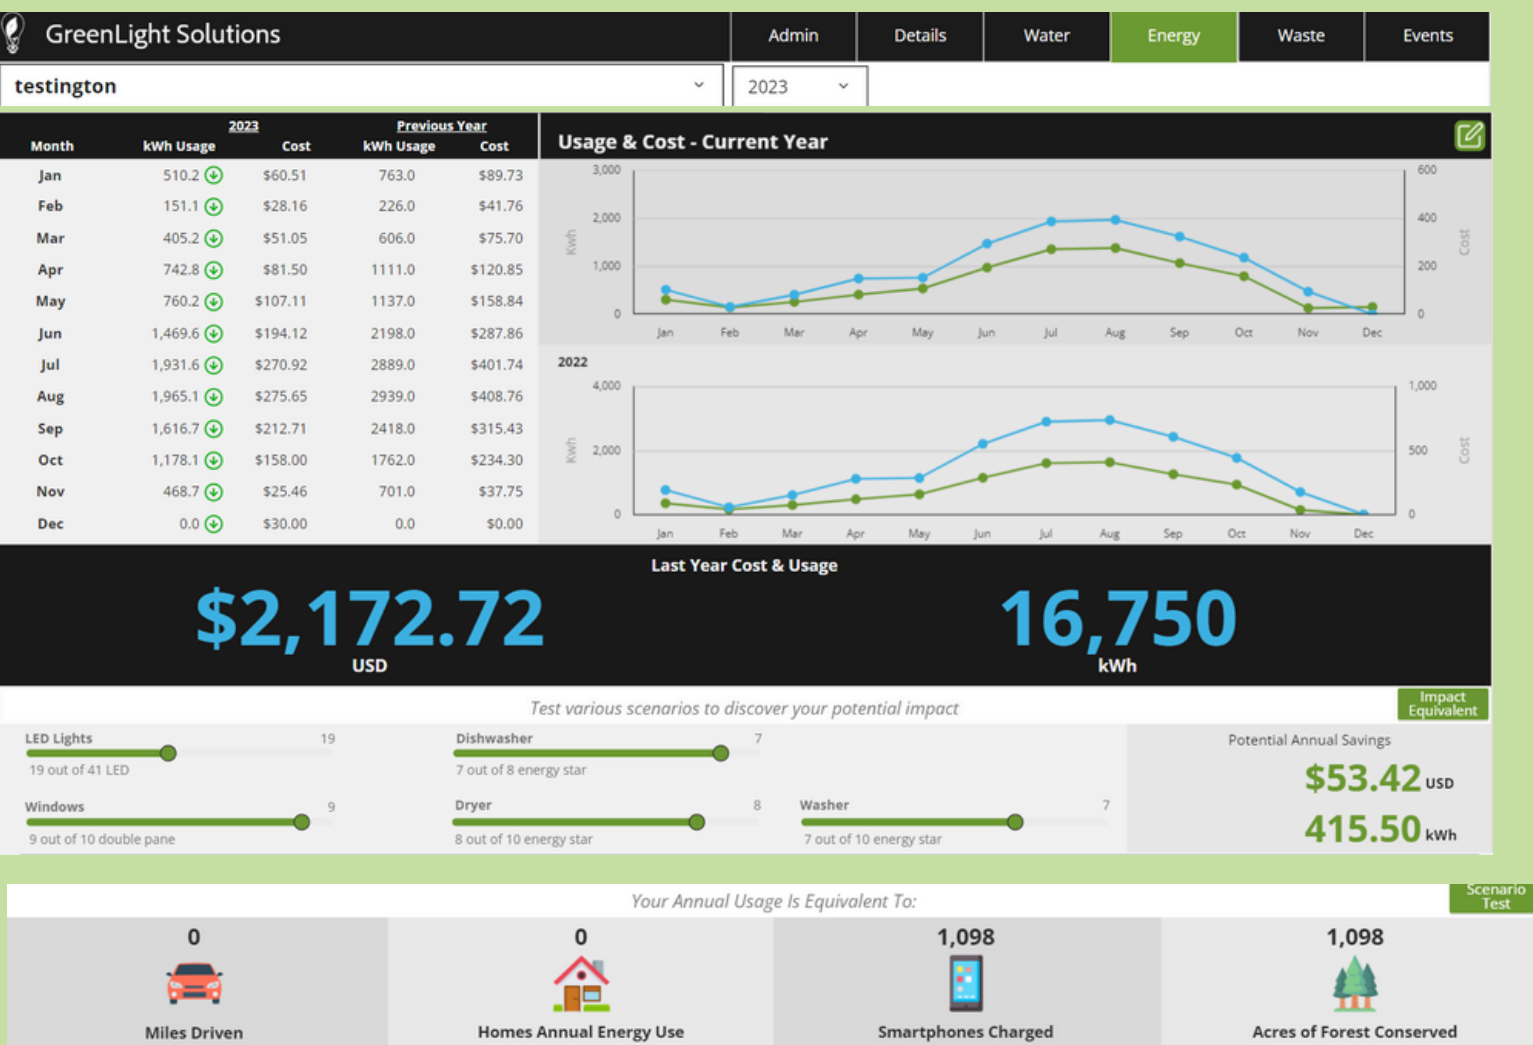 GreenLight Solutions
Admin Details Water Energy Waste Events
testington 2023
2023 Previous Year
Month kWh Usage Cost kWh Usage Cost
Jan 510.2 $60.51 763.0 $89.73
Feb 151.1 $28.16 226.0 $41.76
Mar 405.2 $51.05 606.0 $75.70
Apr 742.8 $81.50 1111.0 $120.85
May 760.2 $107.11 1137.0 $158.84
Jun 1,469.6 $194.12 2198.0 $287.86
Jul 1,931.6 $270.92 2889.0 $401.74
Aug 1,965.1 $275.65 2939.0 $408.76
Sep 1,616.7 $212.71 2418.0 $315.43
Oct 1,178.1 $158.00 1762.0 $234.30
Nov 468.7 $25.46 701.0 $37.75
Dec 0.0 $30.00 0.0 $0.00
Usage & Cost - Current Year
3,000 600
2,000 400
Kwh Cost
1,000 200
0 0
Jan Feb Mar Apr May Jun Jul Aug Sep Oct Nov Dec
2022
4,000 1,000
Kwh 2,000 500 Cost
0 0
Jan Feb Mar Apr May Jun Jul Aug Sep Oct Nov Dec
Last Year Cost & Usage
$2,172.72 16,750
USD kWh
Test various scenarios to discover your potential impact
Impact
Equivalent
LED Lights 19
19 out of 41 LED
Dishwasher 7
7 out of 8 energy star
Windows 9
9 out of 10 double pane
Dryer 8
8 out of 10 energy star
Washer 7
7 out of 10 energy star
Potential Annual Savings
$53.42 USD
415.50 kWh
Your Annual Usage Is Equivalent To:
Scenario
Test
0 0 1,098 1,098
Miles Driven Homes Annual Energy Use Smartphones Charged Acres of Forest Conserved